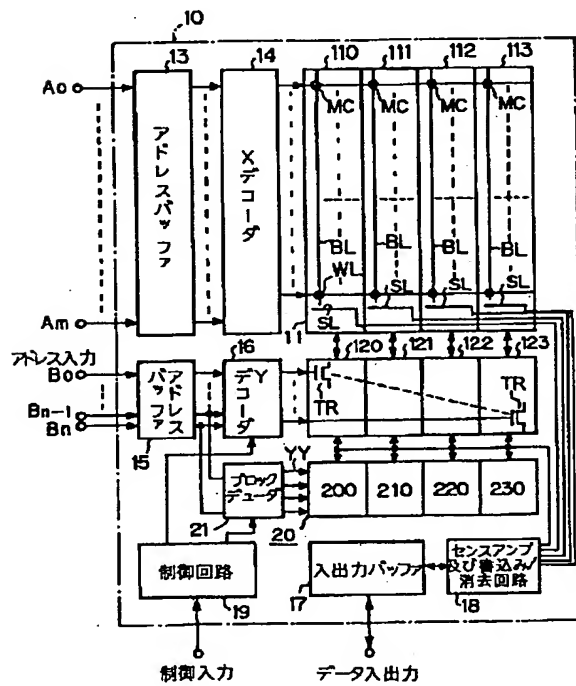 10
13
14
110
111
112
113
Ao
アドレスバッファ
Xデコーダ
MC
MC
MC
MC
BL
BL
BL
BL
WL
SL
SL
SL
SL
11
Am
アドレス入力
Bo
Bn-1
Bn
アドレスバッファ
15
16
Yデコーダ
120
121
122
123
TR
TR
YY
ブロックデューダ
21
20
200
210
220
230
制御回路
19
入出力バッファ
17
センスアンプ
及び書込み/
消去回路
18
制御入力
データ入出力